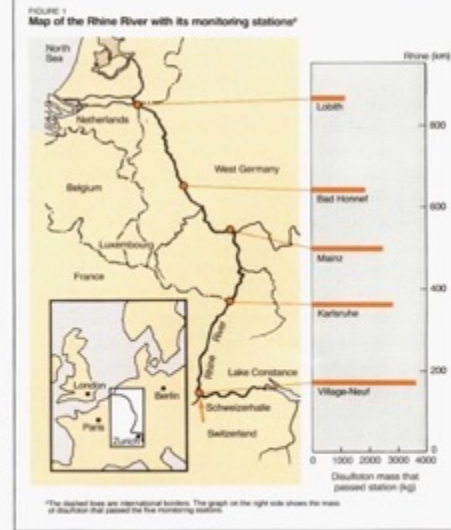 FIGURE 1
Map of the Rhine River with its monitoring stationsª
North
Sea
Netherlands
Belgium
West Germany
Luxembourg
France
Rhine River
Lake Constance
Schweizerhalle
Switzerland
London
Berlin
Paris
Zurich
Rhine (km)
Lobith
800
Bad Honnef
600
Mainz
400
Karlsruhe
200
Village-Neuf
0
0 1000 2000 3000 4000
Disulfoton mass that
passed station (kg)
ªThe dashed lines are international borders. The graph on the right side shows the mass
of disulfoton that passed the five monitoring stations.